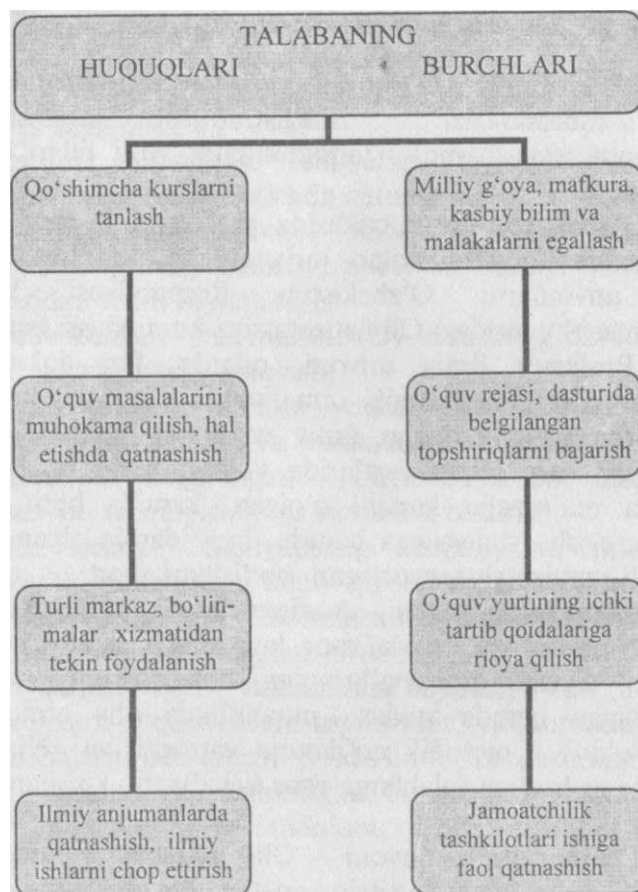 TALABANING
HUQUQLARI BURCHLARI
Qo‘shimcha kurslarni
tanlash
Milliy g‘oya, mafkura,
kasbiy bilim va
malakalarni egallash
O‘quv masalalarini
muhokama qilish, hal
etishda qatnashish
O‘quv rejasi, dasturida
belgilangan
topshiriqlarni bajarish
Turli markaz, bo‘lin-
malar xizmatidan
tekin foydalanish
O‘quv yurtining ichki
tartib qoidalariga
rioya qilish
Ilmiy anjumanlarda
qatnashish, ilmiy
ishlarni chop ettirish
Jamoatchilik
tashkilotlari ishiga
faol qatnashish